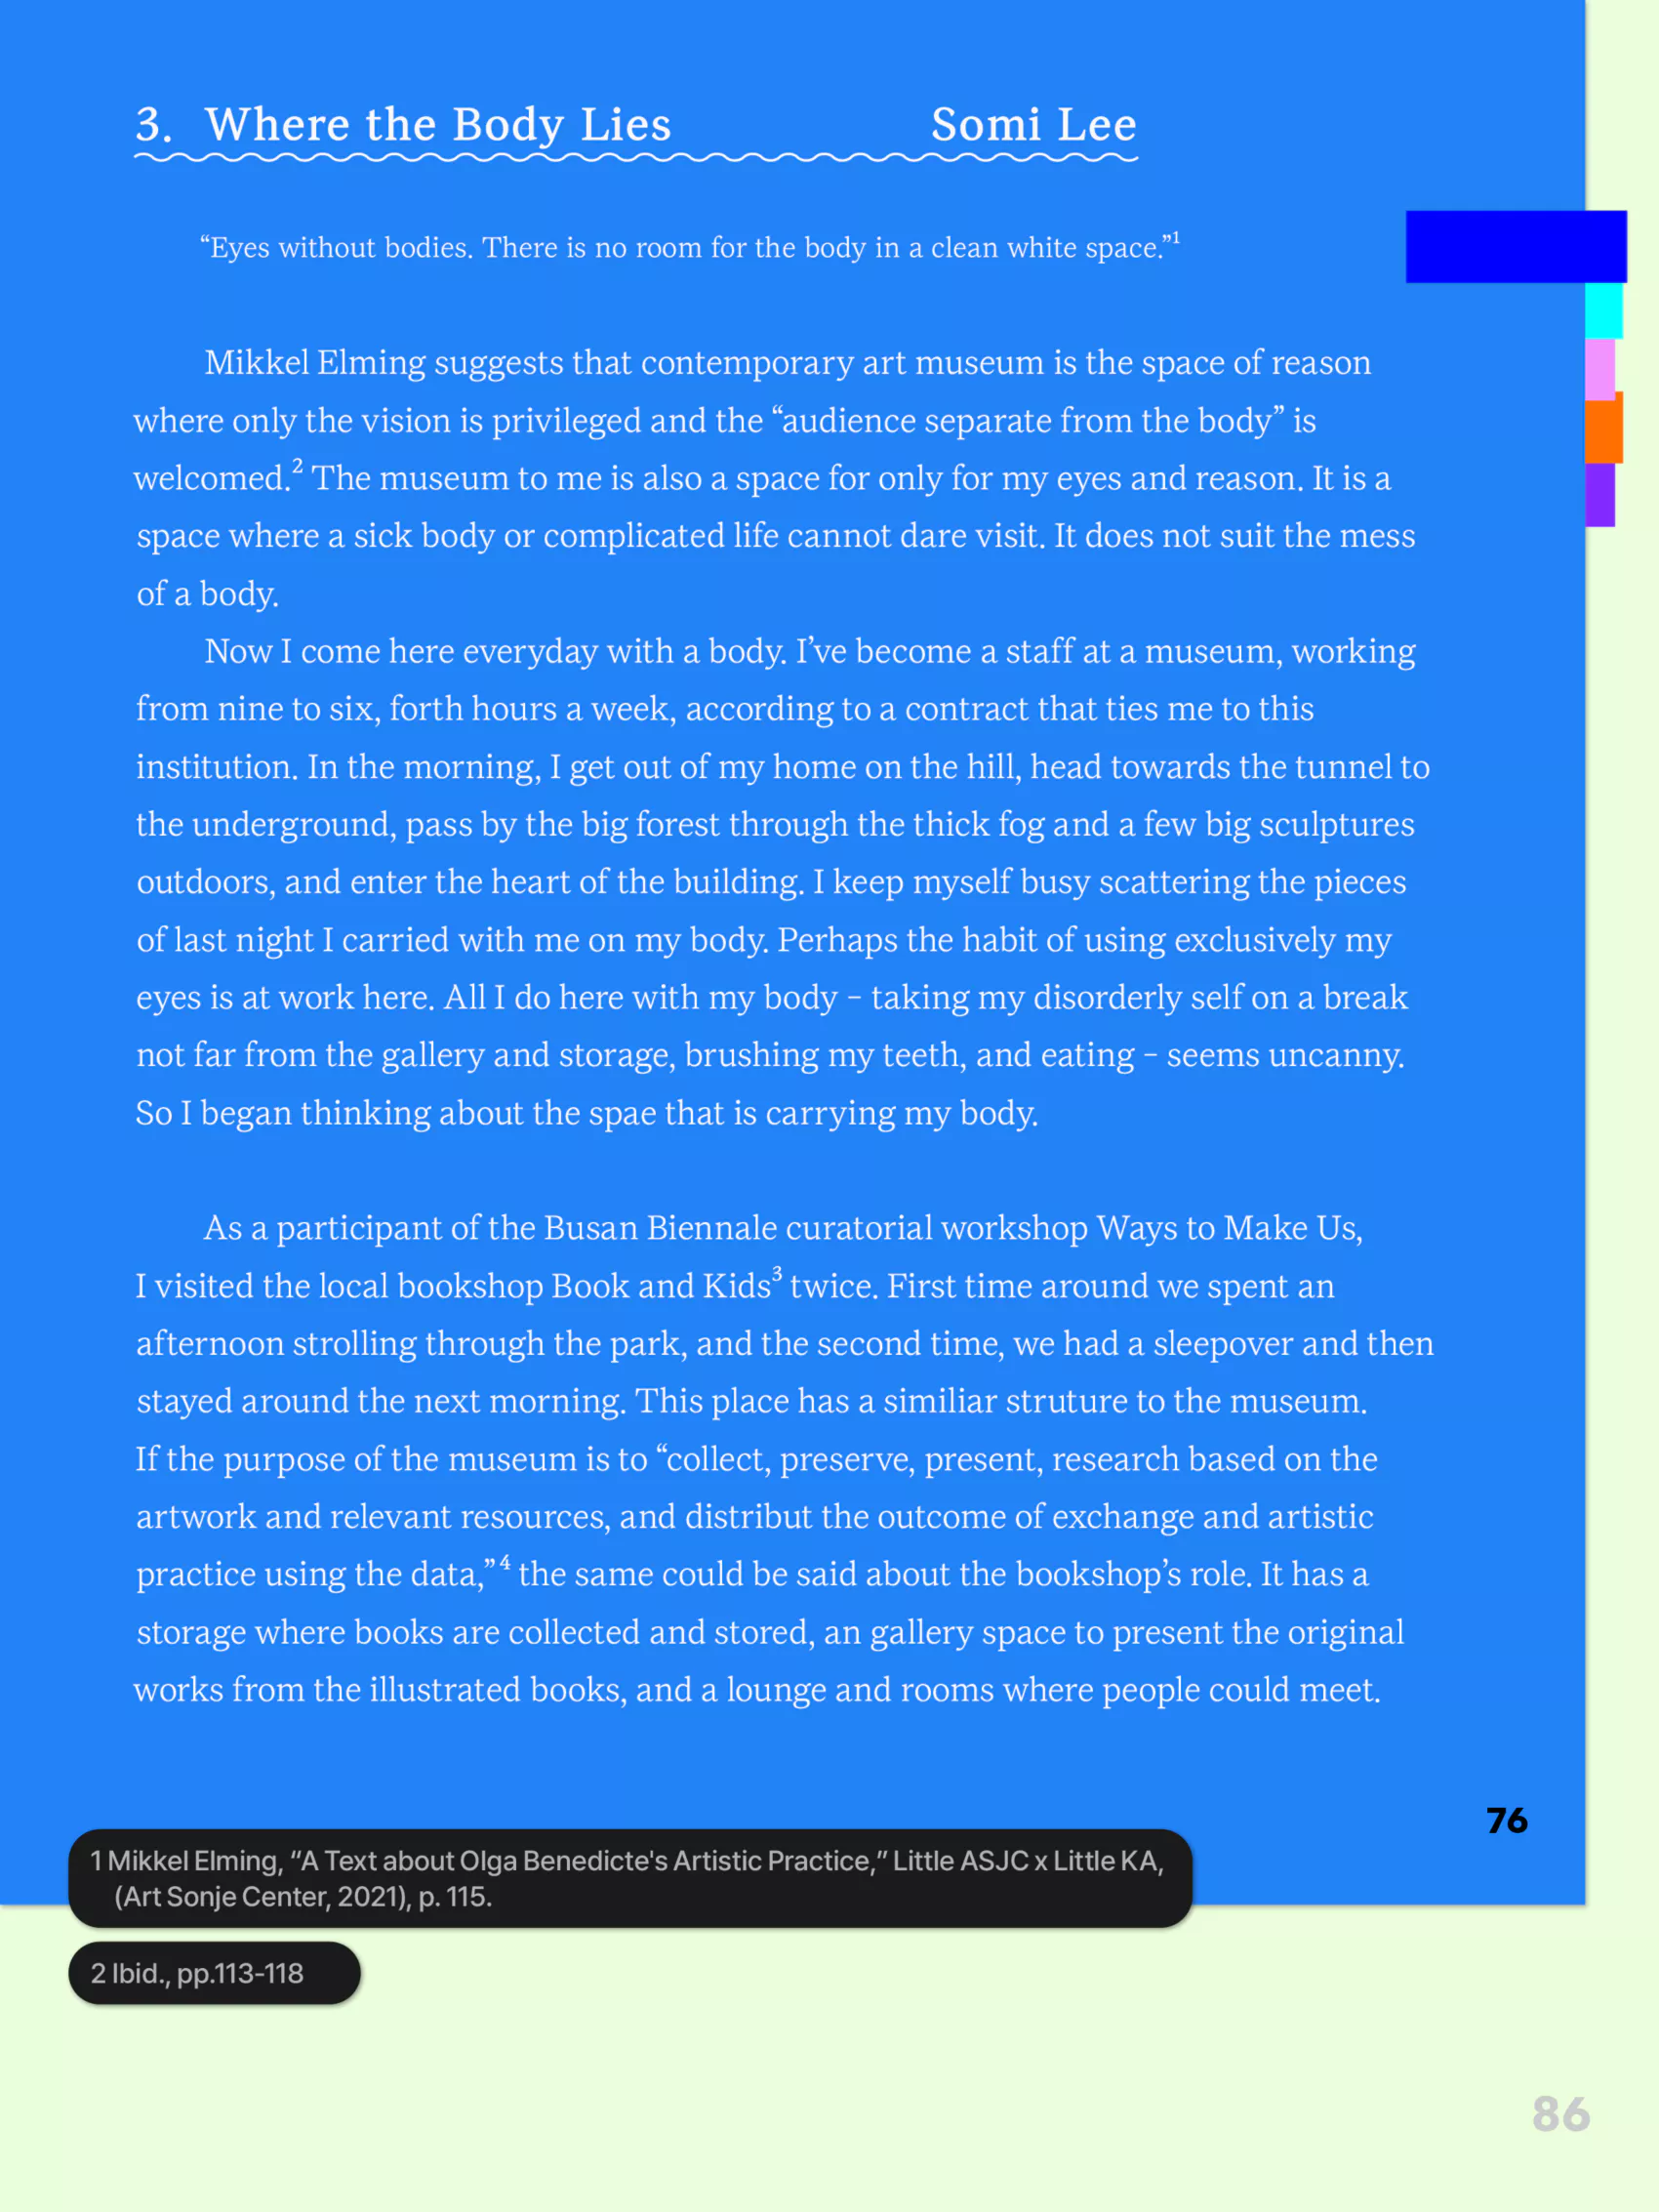 3. Where the Body Lies Somi Lee
“Eyes without bodies. There is no room for the body in a clean white space.”1
Mikkel Elming suggests that contemporary art museum is the space of reason
where only the vision is privileged and the “audience separate from the body” is
welcomed.2 The museum to me is also a space for only for my eyes and reason. It is a
space where a sick body or complicated life cannot dare visit. It does not suit the mess
of a body.
Now I come here everyday with a body. I’ve become a staff at a museum, working
from nine to six, forth hours a week, according to a contract that ties me to this
institution. In the morning, I get out of my home on the hill, head towards the tunnel to
the underground, pass by the big forest through the thick fog and a few big sculptures
outdoors, and enter the heart of the building. I keep myself busy scattering the pieces
of last night I carried with me on my body. Perhaps the habit of using exclusively my
eyes is at work here. All I do here with my body – taking my disorderly self on a break
not far from the gallery and storage, brushing my teeth, and eating – seems uncanny.
So I began thinking about the spae that is carrying my body.
As a participant of the Busan Biennale curatorial workshop Ways to Make Us,
I visited the local bookshop Book and Kids3 twice. First time around we spent an
afternoon strolling through the park, and the second time, we had a sleepover and then
stayed around the next morning. This place has a similiar struture to the museum.
If the purpose of the museum is to “collect, preserve, present, research based on the
artwork and relevant resources, and distribut the outcome of exchange and artistic
practice using the data,”4 the same could be said about the bookshop’s role. It has a
storage where books are collected and stored, an gallery space to present the original
works from the illustrated books, and a lounge and rooms where people could meet.
76
1 Mikkel Elming, “A Text about Olga Benedicte's Artistic Practice,” Little ASJC x Little KA,
(Art Sonje Center, 2021), p. 115.
2 Ibid., pp.113-118
86